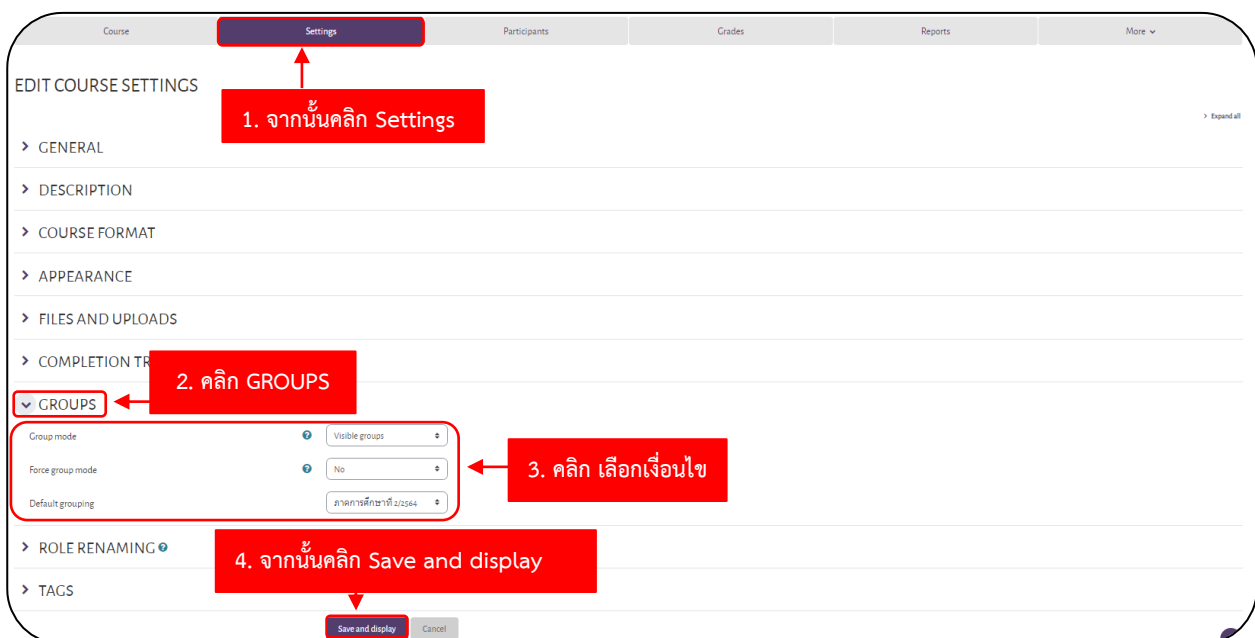 Course Settings Participants Grades Reports More
EDIT COURSE SETTINGS
1. จากนั้นคลิก Settings
Expand all
GENERAL
DESCRIPTION
COURSE FORMAT
APPEARANCE
FILES AND UPLOADS
COMPLETION TR
2. คลิก GROUPS
GROUPS
Group mode Visible groups
Force group mode No
3. คลิก เลือกเงื่อนไข
Default grouping ภาคการศึกษาที่ 2/2564
ROLE RENAMING
4. จากนั้นคลิก Save and display
TAGS
Save and display Cancel